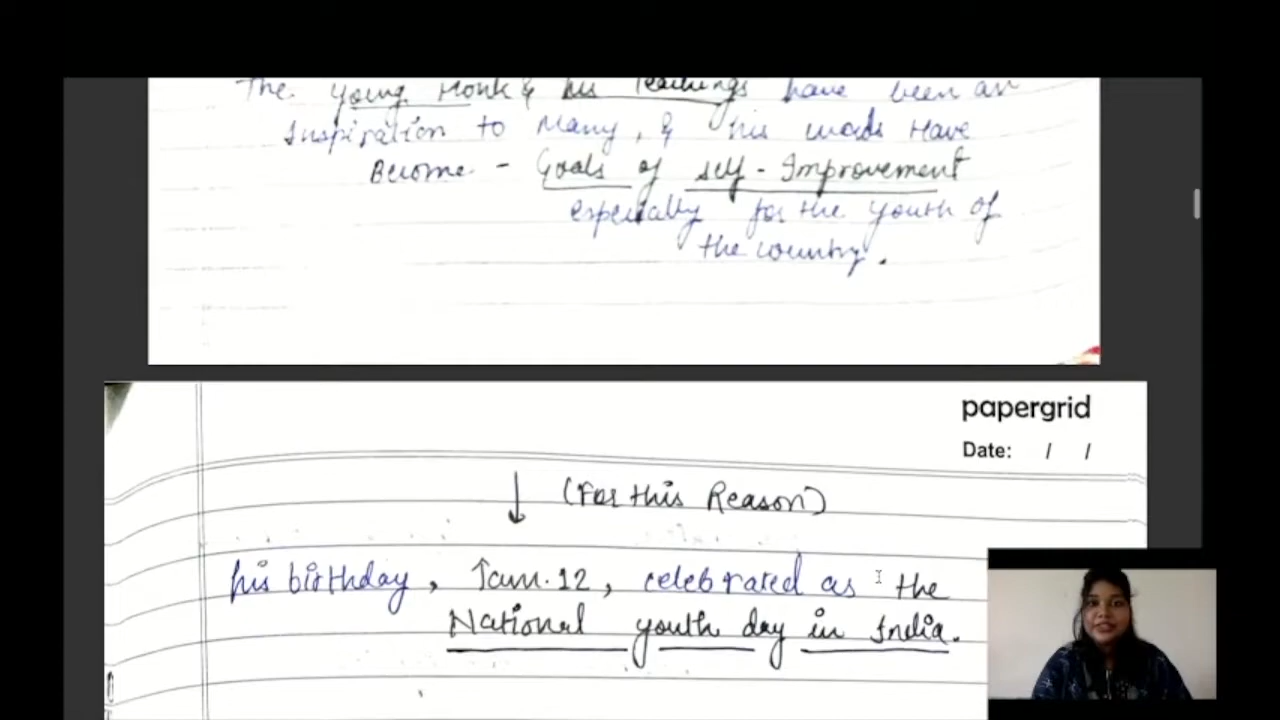 The Young Monk & his Teachings have been an
Inspiration to Many, & his words Have
Become - Goals of self-Improvement
especially for the youth of
the country.
papergrid
Date: / /
↓ (For this Reason)
his birthday, Jan. 12, celebrated as the
National youth day in India.